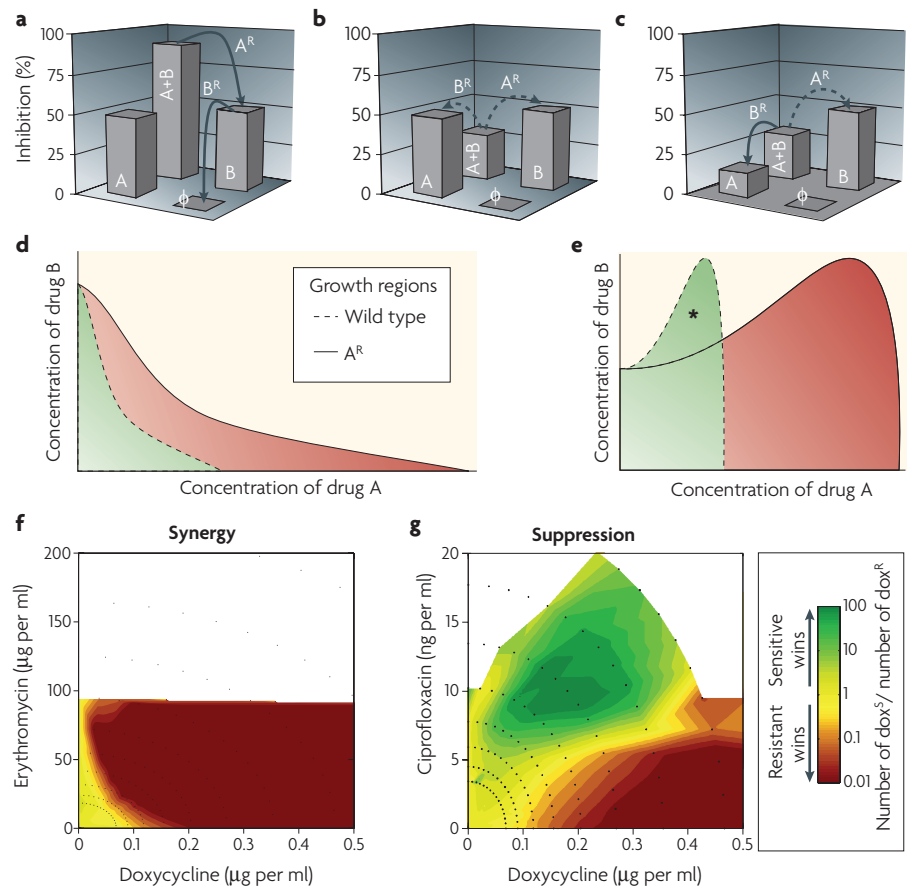 a
b
c
Inhibition (%)
100
75
50
25
0
A
A+B
B
ϕ
A^R
B^R
100
75
50
25
0
A
A+B
B
ϕ
B^R
A^R
100
75
50
25
0
A
A+B
B
ϕ
B^R
A^R
d
Concentration of drug B
Concentration of drug A
Growth regions
Wild type
A^R
e
Concentration of drug B
*
Concentration of drug A
f
Synergy
Erythromycin (µg per ml)
200
150
100
50
0
0
0.1
0.2
0.3
0.4
0.5
Doxycycline (µg per ml)
g
Suppression
Ciprofloxacin (ng per ml)
20
15
10
5
0
0
0.1
0.2
0.3
0.4
0.5
Doxycycline (µg per ml)
Sensitive
wins
Resistant
wins
100
10
1
0.1
0.01
Number of dox^S/ number of dox^R